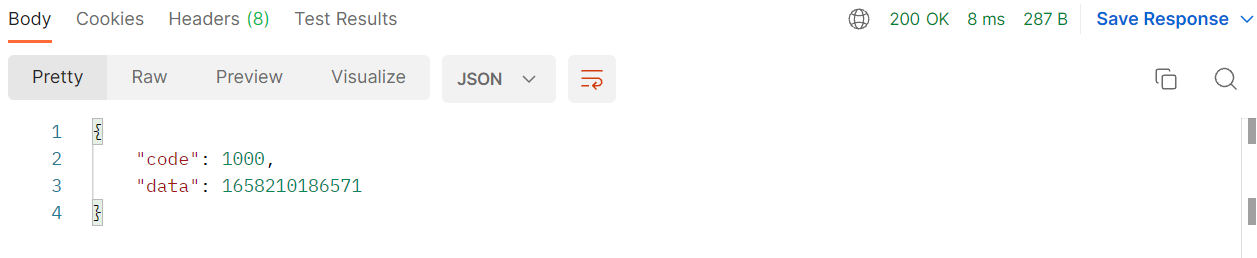 Body Cookies Headers (8) Test Results 200 OK 8 ms 287 B Save Response
Pretty Raw Preview Visualize JSON
1 {
2 "code": 1000,
3 "data": 1658210186571
4 }